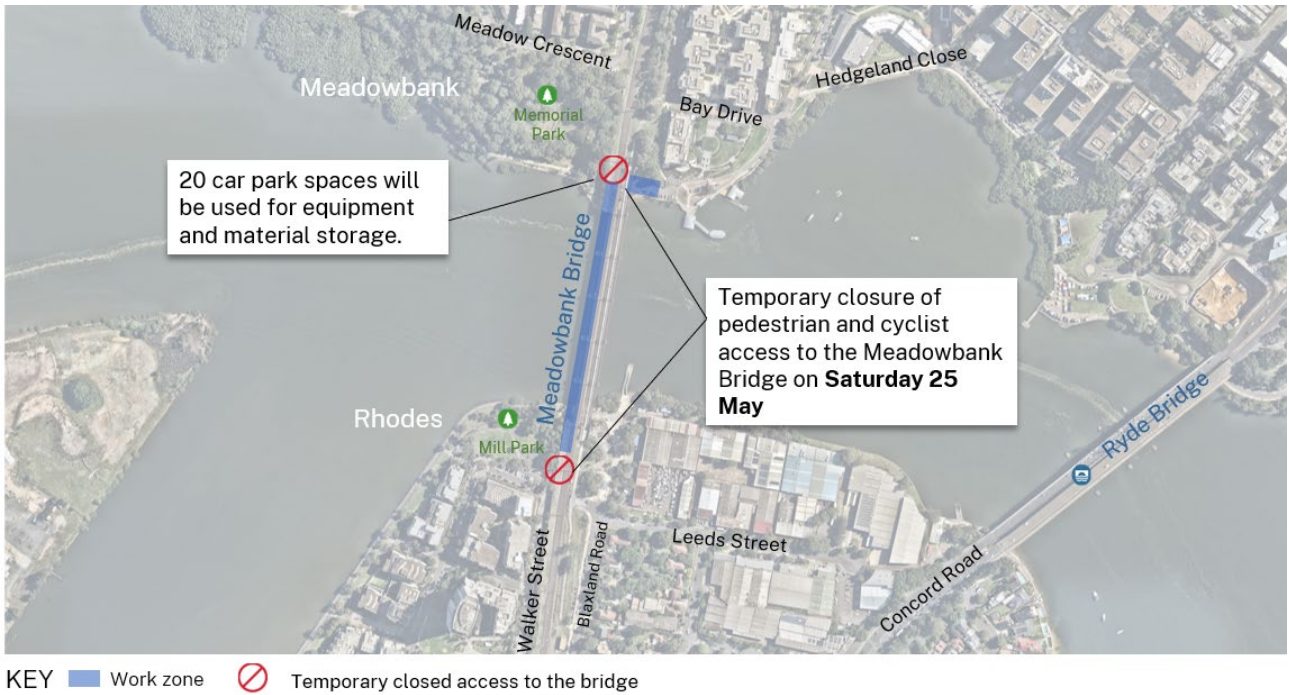 Meadow Crescent
Hedgeland Close
Meadowbank
Memorial
Park
Bay Drive
20 car park spaces will
be used for equipment
and material storage.
Meadowbank Bridge
Temporary closure of
pedestrian and cyclist
access to the Meadowbank
Bridge on Saturday 25
May
Rhodes
Mill Park
Ryde Bridge
Leeds Street
Walker Street
Blaxland Road
Concord Road
KEY
Work zone
Temporary closed access to the bridge